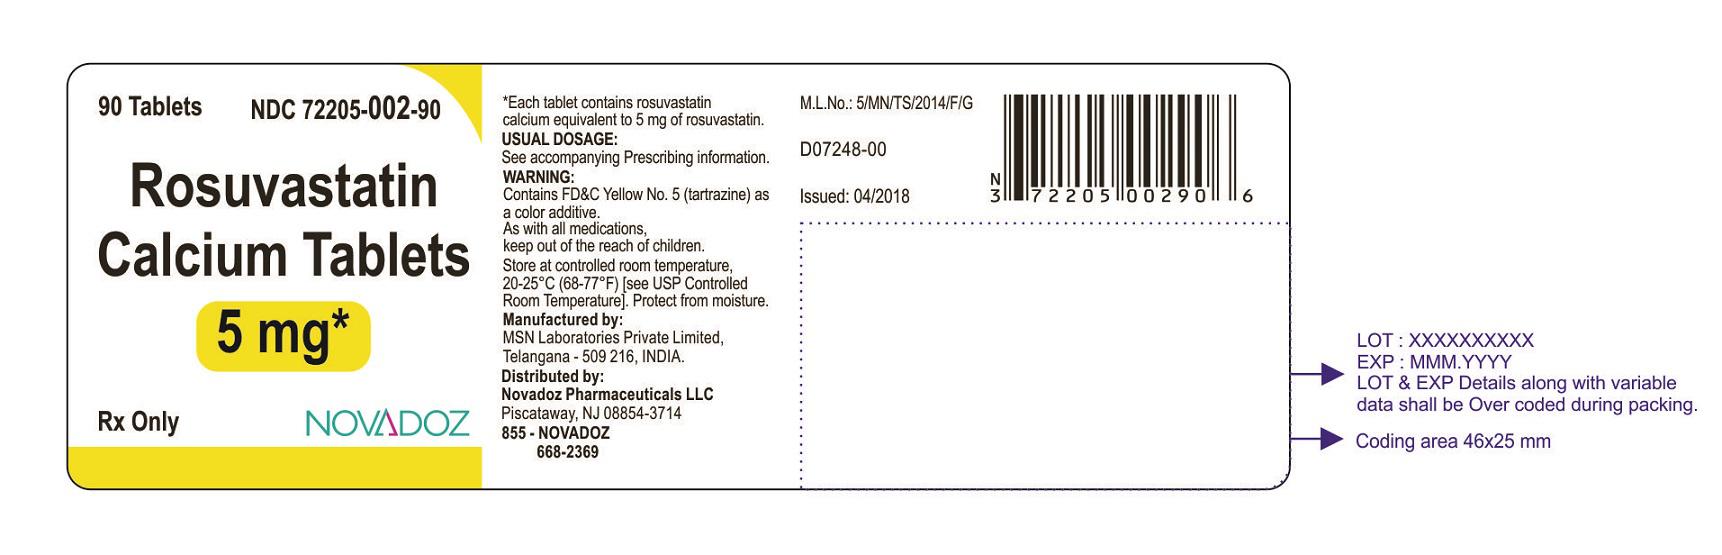 90 Tablets NDC 72205-002-90
Rosuvastatin
Calcium Tablets
5 mg*
Rx Only NOVADOZ
*Each tablet contains rosuvastatin
calcium equivalent to 5 mg of rosuvastatin.
USUAL DOSAGE:
See accompanying Prescribing information.
WARNING:
Contains FD&C Yellow No. 5 (tartrazine) as
a color additive.
As with all medications,
keep out of the reach of children.
Store at controlled room temperature,
20-25°C (68-77°F) [see USP Controlled
Room Temperature]. Protect from moisture.
Manufactured by:
MSN Laboratories Private Limited,
Telangana - 509 216, INDIA.
Distributed by:
Novadoz Pharmaceuticals LLC
Piscataway, NJ 08854-3714
855 - NOVADOZ
668-2369
M.L.No.: 5/MN/TS/2014/F/G
D07248-00
Issued: 04/2018
N
3 72205 00290 6
LOT : XXXXXXXXXX
EXP : MMM.YYYY
LOT & EXP Details along with variable
data shall be Over coded during packing.
Coding area 46x25 mm